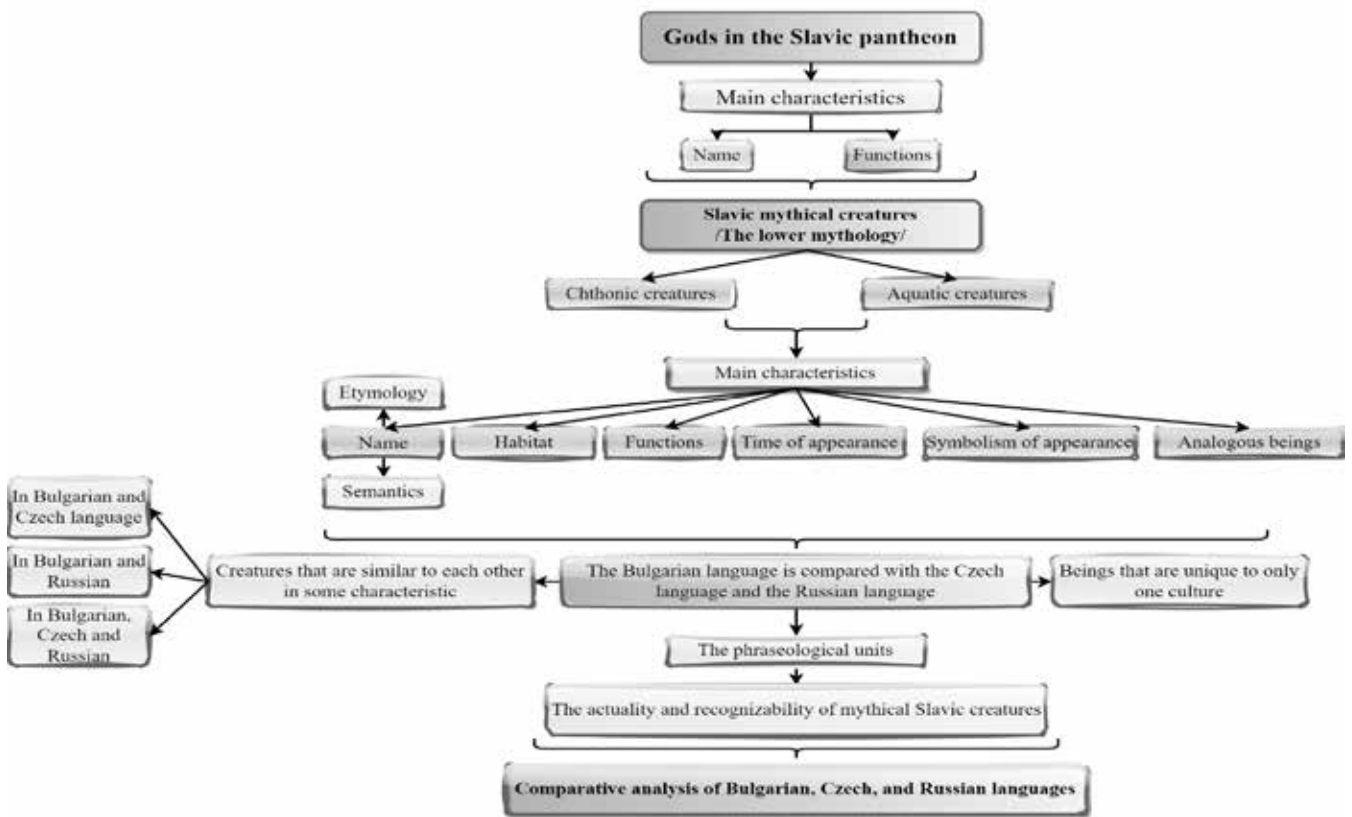 Gods in the Slavic pantheon
Main characteristics
Name
Functions
Slavic mythical creatures
/The lower mythology/
Chthonic creatures
Aquatic creatures
Main characteristics
Etymology
Name
Habitat
Functions
Time of appearance
Symbolism of appearance
Analogous beings
Semantics
In Bulgarian and
Czech language
In Bulgarian and
Russian
In Bulgarian,
Czech and
Russian
Creatures that are similar to each other
in some characteristic
The Bulgarian language is compared with the Czech
language and the Russian language
Beings that are unique to only
one culture
The phraseological units
The actuality and recognizability of mythical Slavic creatures
Comparative analysis of Bulgarian, Czech, and Russian languages